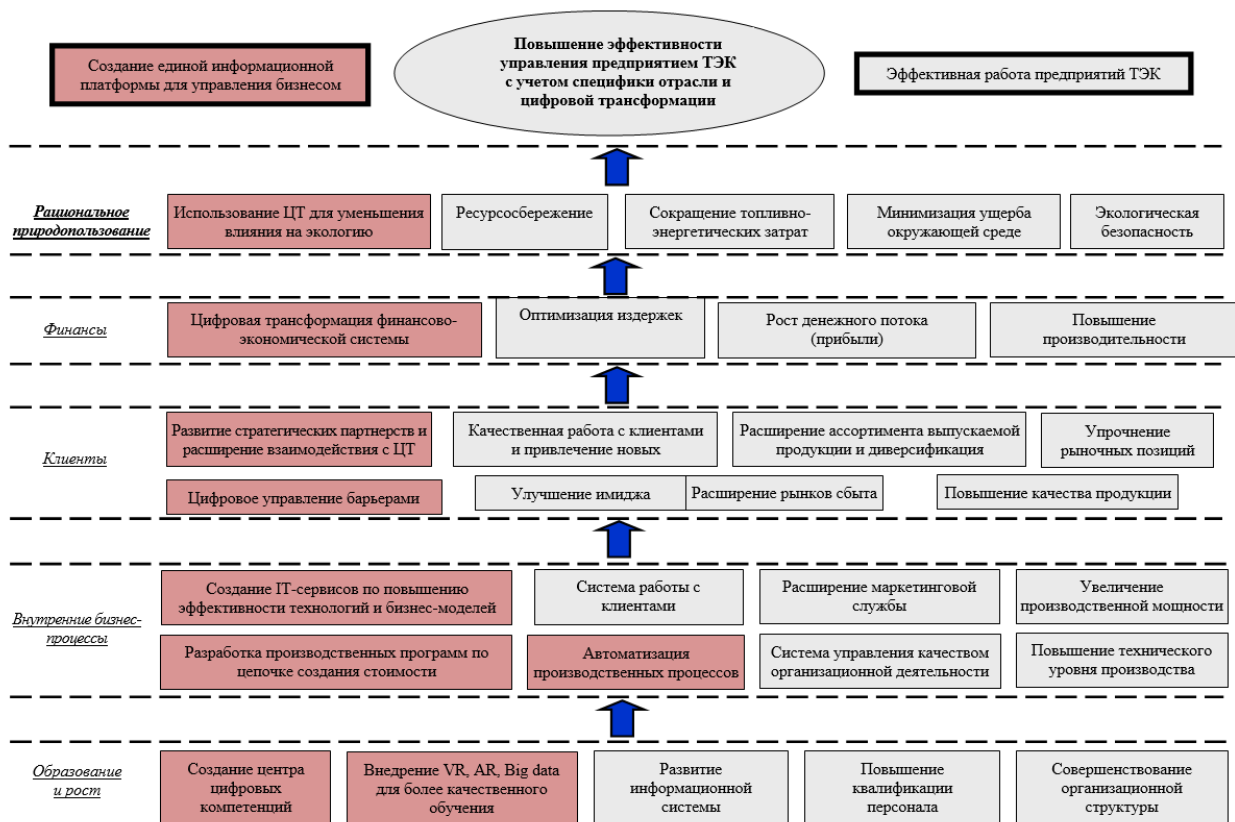 Создание единой информационной
платформы для управления бизнесом
Повышение эффективности
управления предприятием ТЭК
с учетом специфики отрасли и
цифровой трансформации
Эффективная работа предприятий ТЭК
Рациональное
природопользование
Использование ЦТ для уменьшения
влияния на экологию
Ресурсосбережение
Сокращение топливно-
энергетических затрат
Минимизация ущерба
окружающей среде
Экологическая
безопасность
Финансы
Цифровая трансформация финансово-
экономической системы
Оптимизация издержек
Рост денежного потока
(прибыли)
Повышение
производительности
Клиенты
Развитие стратегических партнерств и
расширение взаимодействия с ЦТ
Качественная работа с клиентами
и привлечение новых
Расширение ассортимента выпускаемой
продукции и диверсификация
Упрочнение
рыночных позиций
Цифровое управление барьерами
Улучшение имиджа
Расширение рынков сбыта
Повышение качества продукции
Внутренние бизнес-
процессы
Создание IT-сервисов по повышению
эффективности технологий и бизнес-моделей
Система работы с
клиентами
Расширение маркетинговой
службы
Увеличение
производственной мощности
Разработка производственных программ по
цепочке создания стоимости
Автоматизация
производственных процессов
Система управления качеством
организационной деятельности
Повышение технического
уровня производства
Образование
и рост
Создание центра
цифровых
компетенций
Внедрение VR, AR, Big data
для более качественного
обучения
Развитие
информационной
системы
Повышение
квалификации
персонала
Совершенствование
организационной
структуры